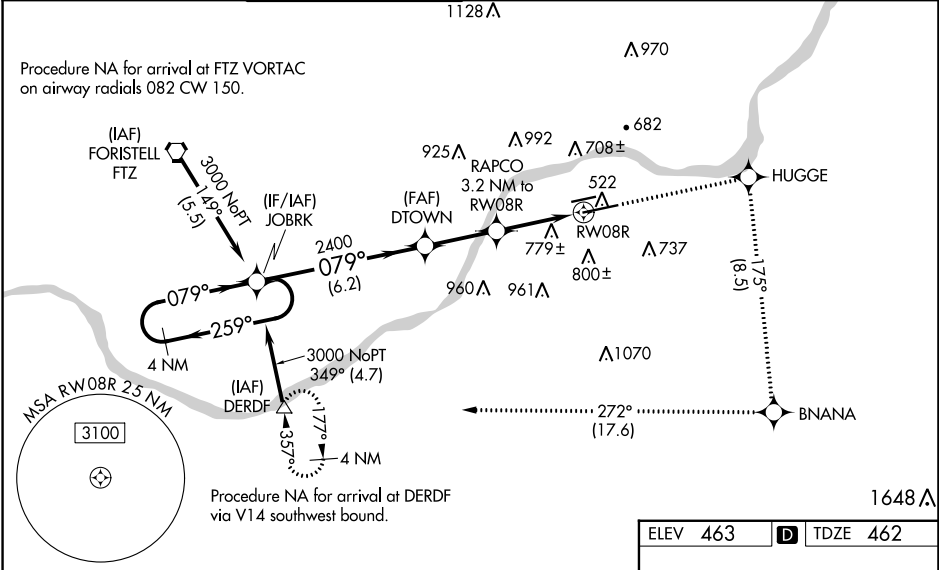 1128
970
Procedure NA for arrival at FTZ VORTAC
on airway radials 082 CW 150.
682
(IAF)
FORISTELL
FTZ
3000 NoPT
149°
(5.5)
925
992
708±
RAPCO
3.2 NM to
RW08R
522
HUGGE
(IF/IAF)
JOBRK
(FAF)
DTOWN
RW08R
779±
737
800±
2400
079°
(6.2)
079°
960
961
175°
(8.5)
259°
4 NM
3000 NoPT
349° (4.7)
1070
(IAF)
DERDF
177°
357°
4 NM
272°
(17.6)
BNANA
MSA RW08R 25 NM
3100
Procedure NA for arrival at DERDF
via V14 southwest bound.
1648
ELEV 463 D TDZE 462